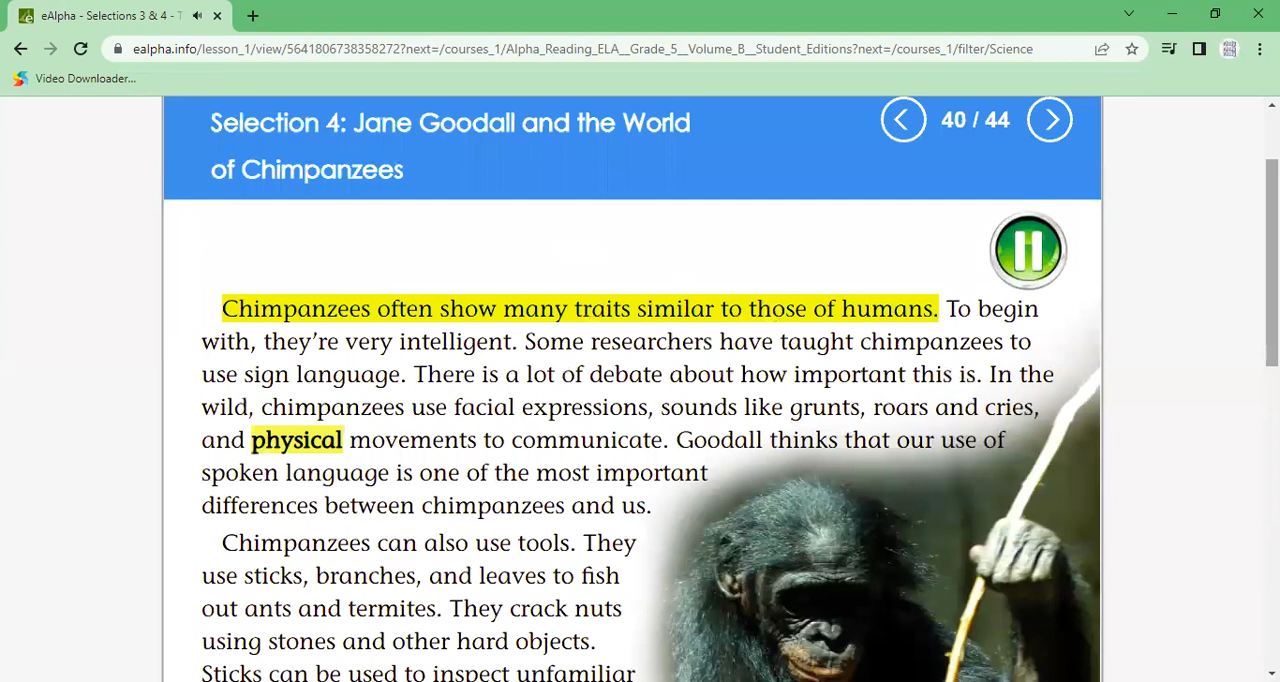 eAlpha - Selections 3 & 4 - T
ealpha.info/lesson_1/view/5641806738358272?next=/courses_1/Alpha_Reading_ELA__Grade_5__Volume_B__Student_Editions?next=/courses_1/filter/Science
Video Downloader...
Selection 4: Jane Goodall and the World
of Chimpanzees
40 / 44
Chimpanzees often show many traits similar to those of humans. To begin
with, they're very intelligent. Some researchers have taught chimpanzees to
use sign language. There is a lot of debate about how important this is. In the
wild, chimpanzees use facial expressions, sounds like grunts, roars and cries,
and physical movements to communicate. Goodall thinks that our use of
spoken language is one of the most important
differences between chimpanzees and us.
Chimpanzees can also use tools. They
use sticks, branches, and leaves to fish
out ants and termites. They crack nuts
using stones and other hard objects.
Sticks can be used to inspect unfamiliar